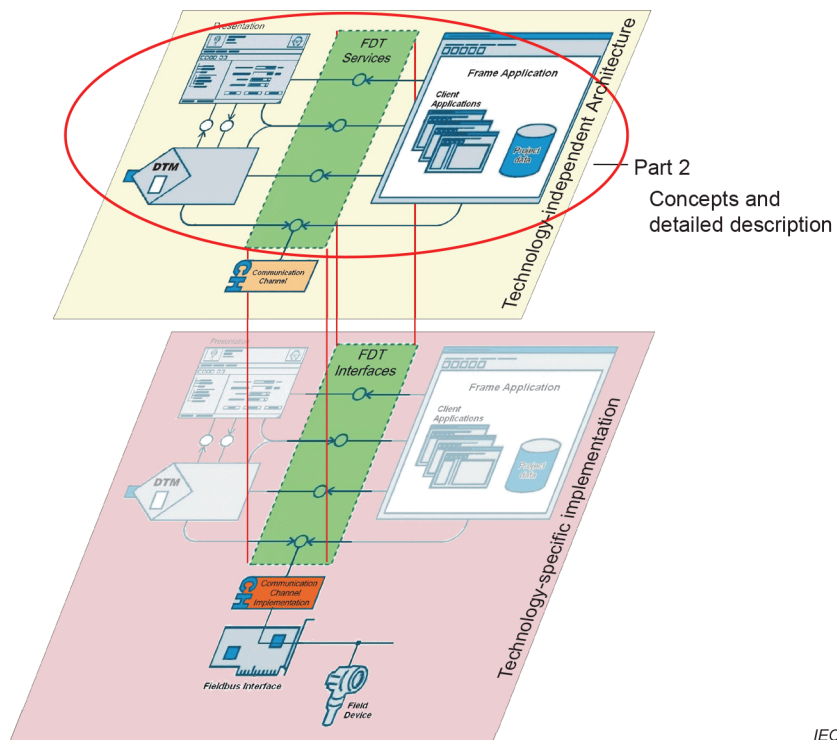 Presentation
FDT
Services
Frame Application
Client
Applications
Project
data
DTM
CH
Communication
Channel
Technology-independent Architecture
Part 2
Concepts and
detailed description
FDT
Interfaces
Frame Application
Client
Applications
Project
data
DTM
CH
Communication
Channel
Implementation
Fieldbus Interface
Field
Device
Technology-specific implementation
IEC